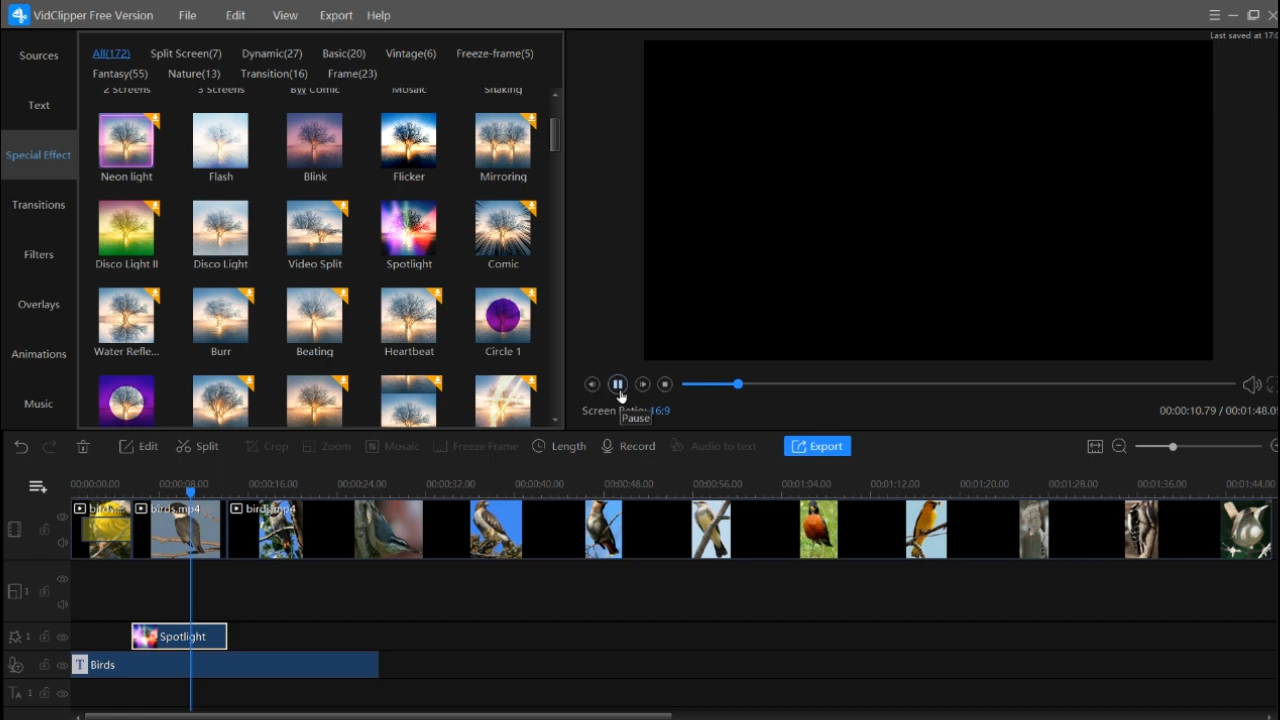 VidClipper Free Version File Edit View Export Help
Last saved at 17:0
Sources
Text
Special Effect
Transitions
Filters
Overlays
Animations
Music
All(172) Split Screen(7) Dynamic(27) Basic(20) Vintage(6) Freeze-frame(5)
Fantasy(55) Nature(13) Transition(16) Frame(23)
2 Screens 3 Screens BW Comic Mosaic Shaking
Neon light Flash Blink Flicker Mirroring
Disco Light II Disco Light Video Split Spotlight Comic
Water Refle... Burr Beating Heartbeat Circle 1
Screen Ratio: 16:9
Pause
00:00:10.79 / 00:01:48.0
Edit Split Crop Zoom Mosaic Freeze Frame Length Record Audio to text Export
00:00:00.00 00:00:08.00 00:00:16.00 00:00:24.00 00:00:32.00 00:00:40.00 00:00:48.00 00:00:56.00 00:01:04.00 00:01:12.00 00:01:20.00 00:01:28.00 00:01:36.00 00:01:44.00
birds.mp4 birds.mp4
1
1 Spotlight
T Birds
TA 1